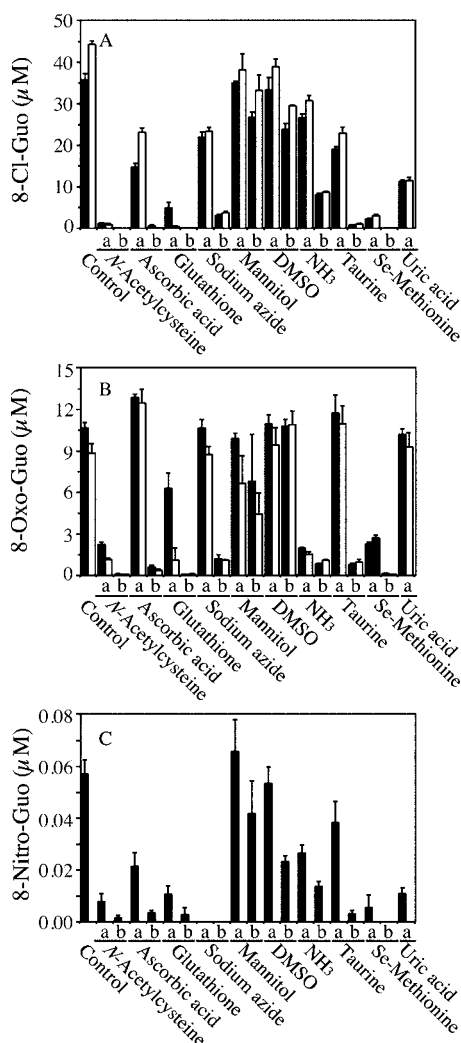 A
8-Cl-Guo (µM)
50
40
30
20
10
0
a b a b a b a b a b a b a b a b a b a
Control
N-Acetylcysteine
Ascorbic acid
Glutathione
Sodium azide
Mannitol
DMSO
NH3
Taurine
Se-Methionine
Uric acid
B
8-Oxo-Guo (µM)
15
12
9
6
3
0
a b a b a b a b a b a b a b a b a b a
Control
N-Acetylcysteine
Ascorbic acid
Glutathione
Sodium azide
Mannitol
DMSO
NH3
Taurine
Se-Methionine
Uric acid
C
8-Nitro-Guo (µM)
0.08
0.06
0.04
0.02
0.00
a b a b a b a b a b a b a b a b a b a
Control
N-Acetylcysteine
Ascorbic acid
Glutathione
Sodium azide
Mannitol
DMSO
NH3
Taurine
Se-Methionine
Uric acid